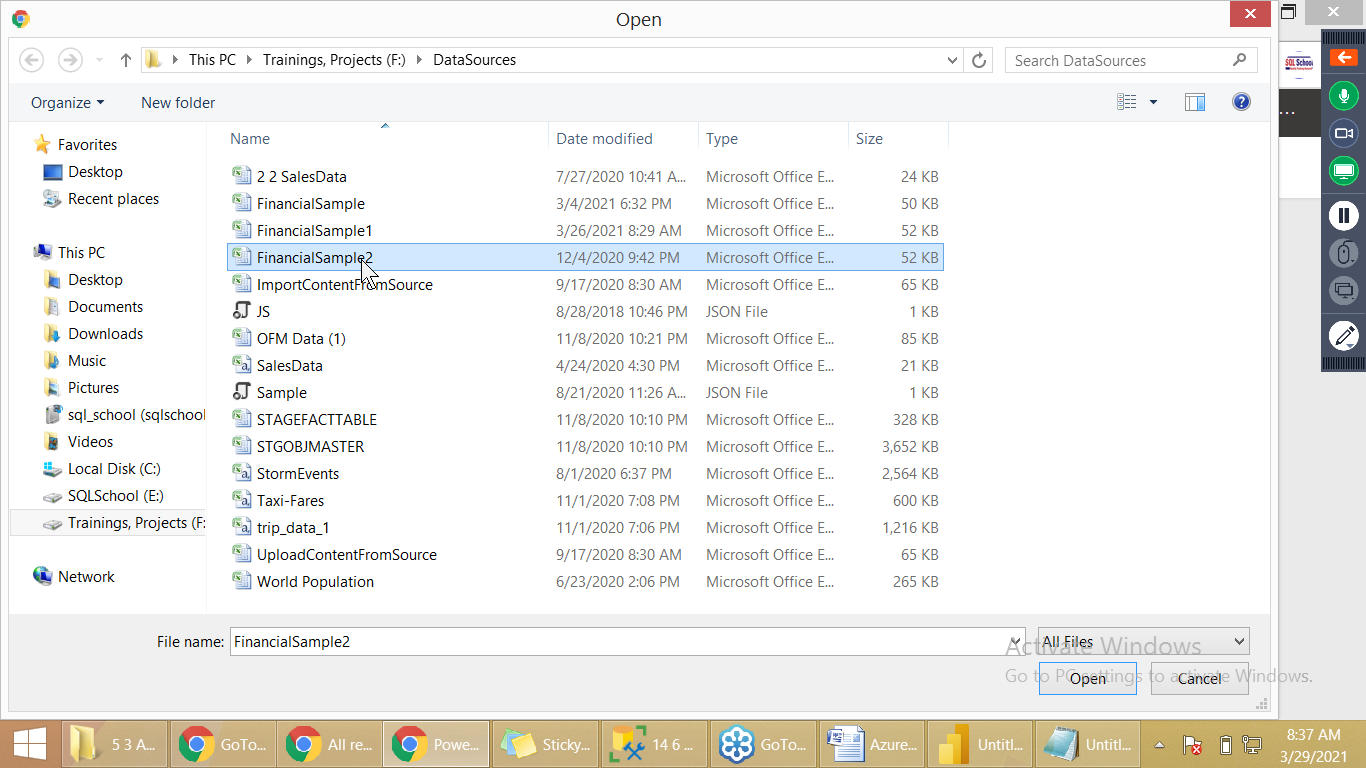 Open
This PC Trainings, Projects (F:) DataSources
Search DataSources
Organize New folder
Name Date modified Type Size
Favorites
Desktop
Recent places
This PC
Desktop
Documents
Downloads
Music
Pictures
sql_school (sqlschool
Videos
Local Disk (C:)
SQLSchool (E:)
Trainings, Projects (F:
Network
2 2 SalesData 7/27/2020 10:41 A... Microsoft Office E... 24 KB
FinancialSample 3/4/2021 6:32 PM Microsoft Office E... 50 KB
FinancialSample1 3/26/2021 8:29 AM Microsoft Office E... 52 KB
FinancialSample2 12/4/2020 9:42 PM Microsoft Office E... 52 KB
ImportContentFromSource 9/17/2020 8:30 AM Microsoft Office E... 65 KB
JS 8/28/2018 10:46 PM JSON File 1 KB
OFM Data (1) 11/8/2020 10:21 PM Microsoft Office E... 85 KB
SalesData 4/24/2020 4:30 PM Microsoft Office E... 21 KB
Sample 8/21/2020 11:26 A... JSON File 1 KB
STAGEFACTTABLE 11/8/2020 10:10 PM Microsoft Office E... 328 KB
STGOBJMASTER 11/8/2020 10:10 PM Microsoft Office E... 3,652 KB
StormEvents 8/1/2020 6:37 PM Microsoft Office E... 2,564 KB
Taxi-Fares 11/1/2020 7:08 PM Microsoft Office E... 600 KB
trip_data_1 11/1/2020 7:06 PM Microsoft Office E... 1,216 KB
UploadContentFromSource 9/17/2020 8:30 AM Microsoft Office E... 65 KB
World Population 6/23/2020 2:06 PM Microsoft Office E... 265 KB
File name: FinancialSample2 All Files
Open Cancel
Activate Windows
Go to PC settings to activate Windows.
SQL School
5 3 A... GoTo... All re... Powe... Sticky... 14 6 ... GoTo... Azure... Untitl... Untitl...
8:37 AM
3/29/2021